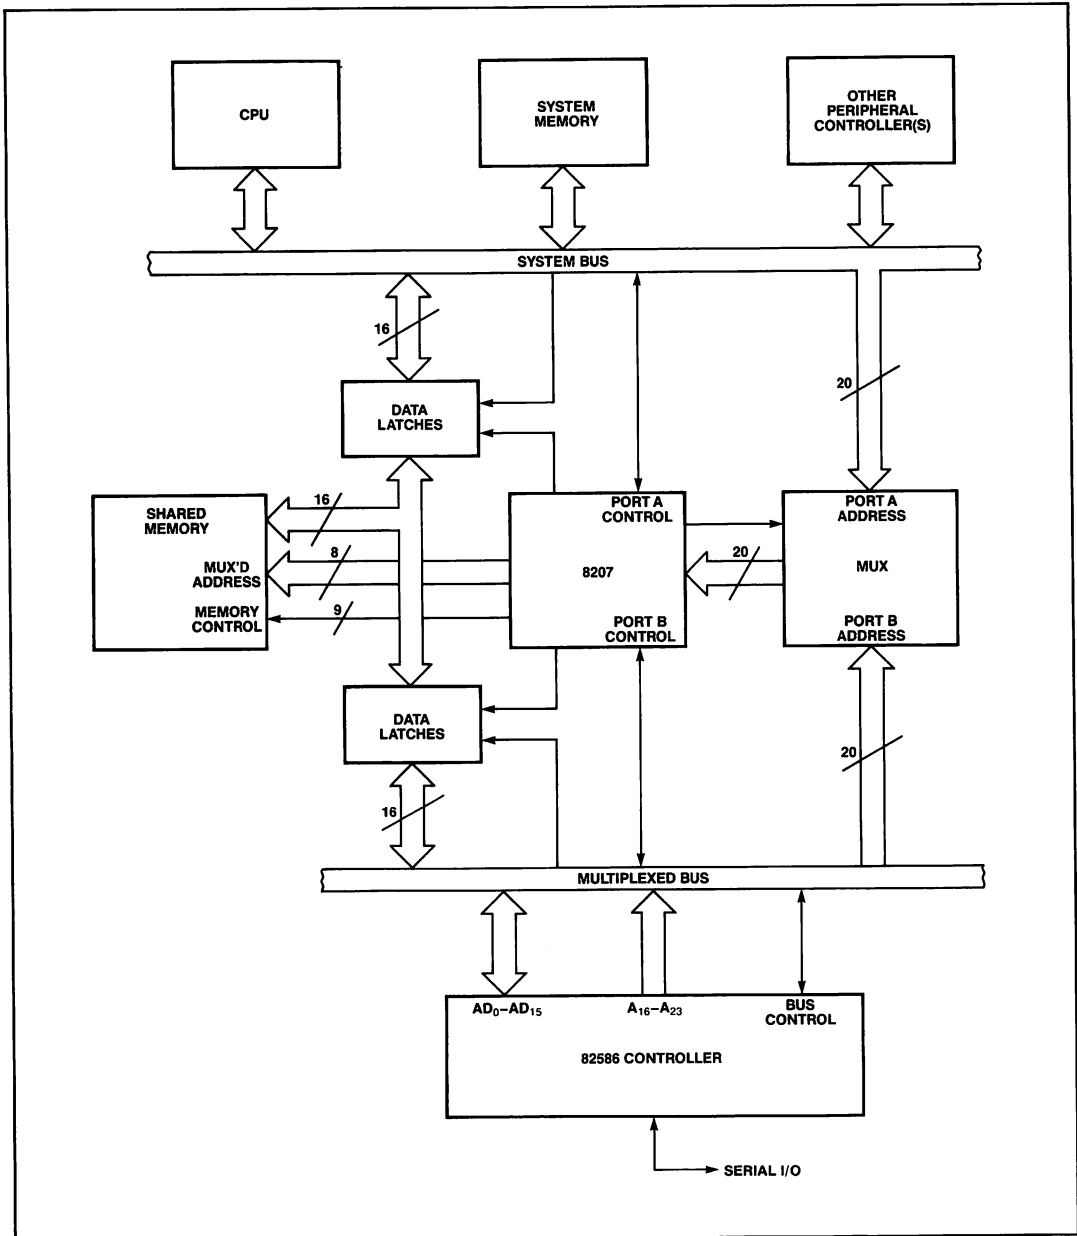 CPU
SYSTEM
MEMORY
OTHER
PERIPHERAL
CONTROLLER(S)
SYSTEM BUS
16
20
DATA
LATCHES
SHARED
MEMORY
MUX'D
ADDRESS
MEMORY
CONTROL
16
8
9
PORT A
CONTROL
8207
PORT B
CONTROL
20
PORT A
ADDRESS
MUX
PORT B
ADDRESS
DATA
LATCHES
16
20
MULTIPLEXED BUS
AD₀–AD₁₅
A₁₆–A₂₃
BUS
CONTROL
82586 CONTROLLER
SERIAL I/O